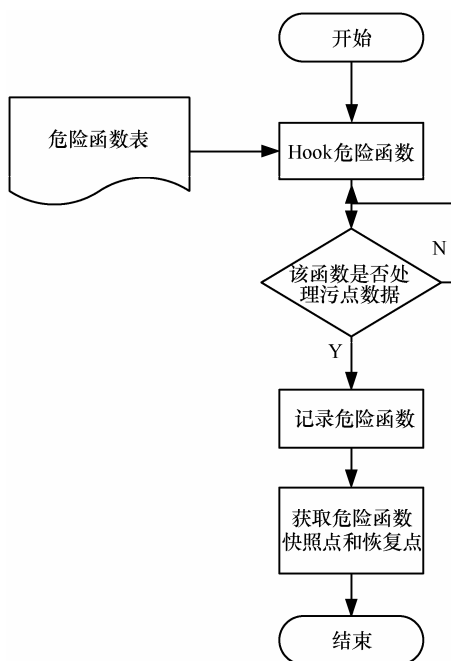 开始
危险函数表
Hook危险函数
N
该函数是否处
理污点数据
Y
记录危险函数
获取危险函数
快照点和恢复点
结束